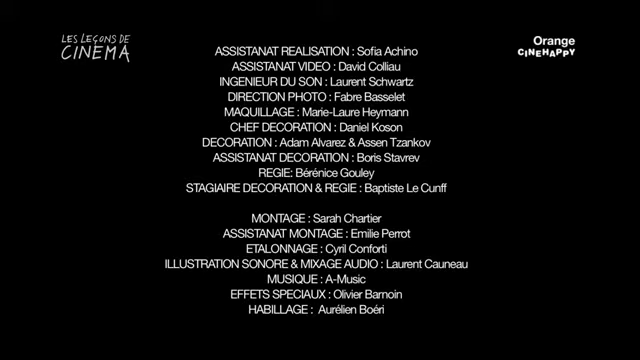 LES LEÇONS DE
CINEMA
Orange
CINEHAPPY
ASSISTANAT REALISATION : Sofia Achino
ASSISTANAT VIDEO : David Colliau
INGENIEUR DU SON : Laurent Schwartz
DIRECTION PHOTO : Fabre Basselet
MAQUILLAGE : Marie-Laure Heymann
CHEF DECORATION : Daniel Koson
DECORATION : Adam Alvarez & Assen Tzankov
ASSISTANAT DECORATION : Boris Stavrev
REGIE: Bérénice Gouley
STAGIAIRE DECORATION & REGIE : Baptiste Le Cunff
MONTAGE : Sarah Chartier
ASSISTANAT MONTAGE : Emilie Perrot
ETALONNAGE : Cyril Conforti
ILLUSTRATION SONORE & MIXAGE AUDIO : Laurent Cauneau
MUSIQUE : A-Music
EFFETS SPECIAUX : Olivier Barnoin
HABILLAGE : Aurélien Boéri